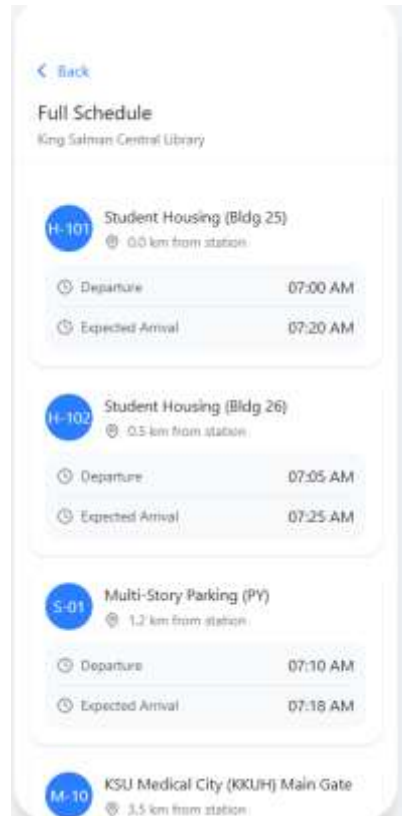 Back
Full Schedule
King Salman Central Library
H-101
Student Housing (Bldg 25)
0.0 km from station
Departure 07:00 AM
Expected Arrival 07:20 AM
H-102
Student Housing (Bldg 26)
0.5 km from station
Departure 07:05 AM
Expected Arrival 07:25 AM
S-01
Multi-Story Parking (PY)
1.2 km from station
Departure 07:10 AM
Expected Arrival 07:18 AM
M-10
KSU Medical City (KKUH) Main Gate
3.5 km from station